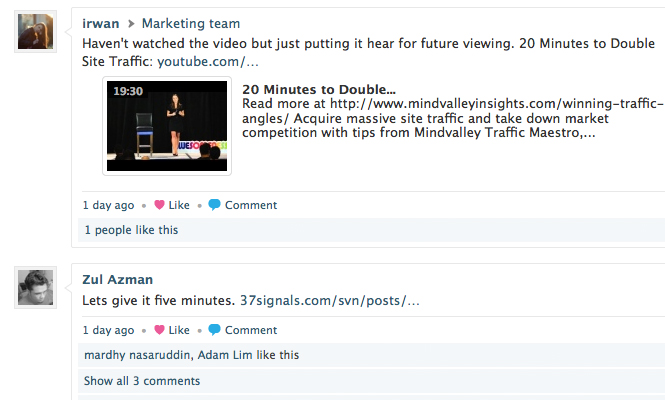 irwan > Marketing team
Haven't watched the video but just putting it hear for future viewing. 20 Minutes to Double
Site Traffic: youtube.com/...
19:30
20 Minutes to Double...
Read more at http://www.mindvalleyinsights.com/winning-traffic-
angles/ Acquire massive site traffic and take down market
competition with tips from Mindvalley Traffic Maestro,...
1 day ago • Like • Comment
1 people like this
Zul Azman
Lets give it five minutes. 37signals.com/svn/posts/...
1 day ago • Like • Comment
mardhy nasaruddin, Adam Lim like this
Show all 3 comments